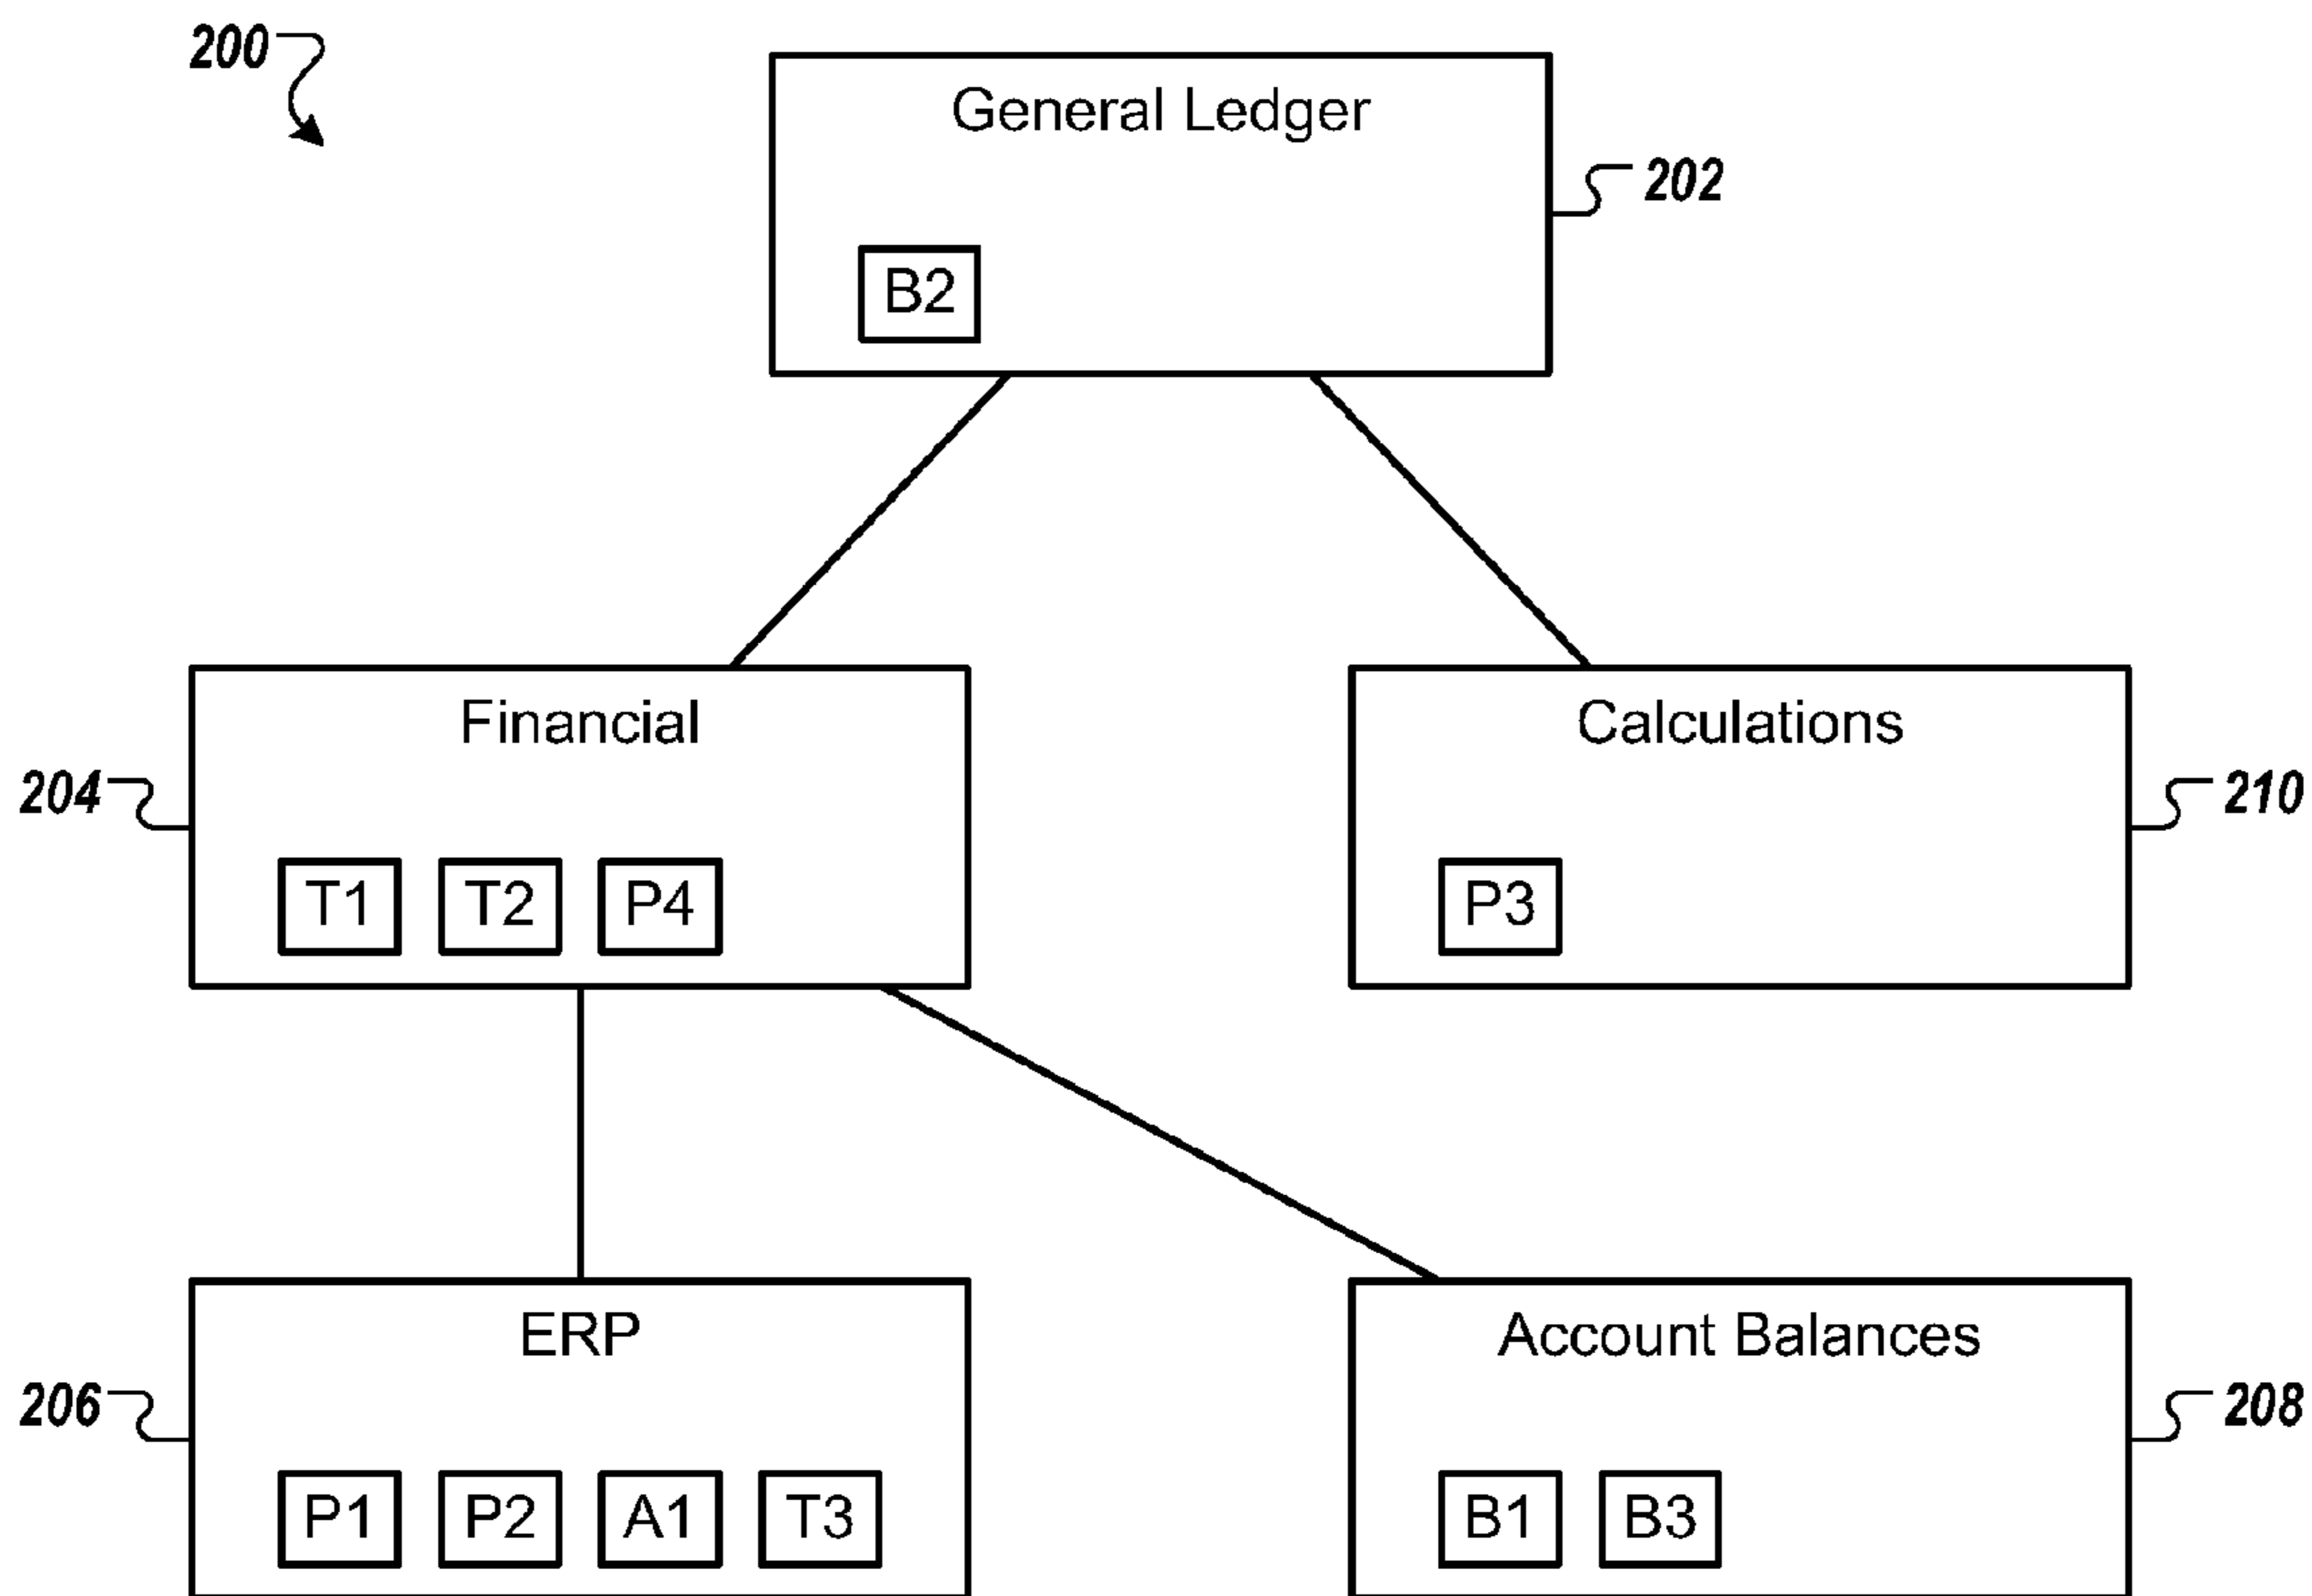 200
General Ledger
202
B2
Financial
Calculations
204
210
T1 T2 P4
P3
ERP
Account Balances
206
208
P1 P2 A1 T3
B1 B3